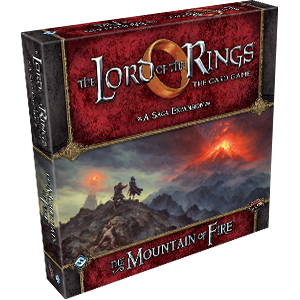 THE LORD OF THE RINGS
THE CARD GAME
A SAGA EXPANSION
THE MOUNTAIN OF FIRE